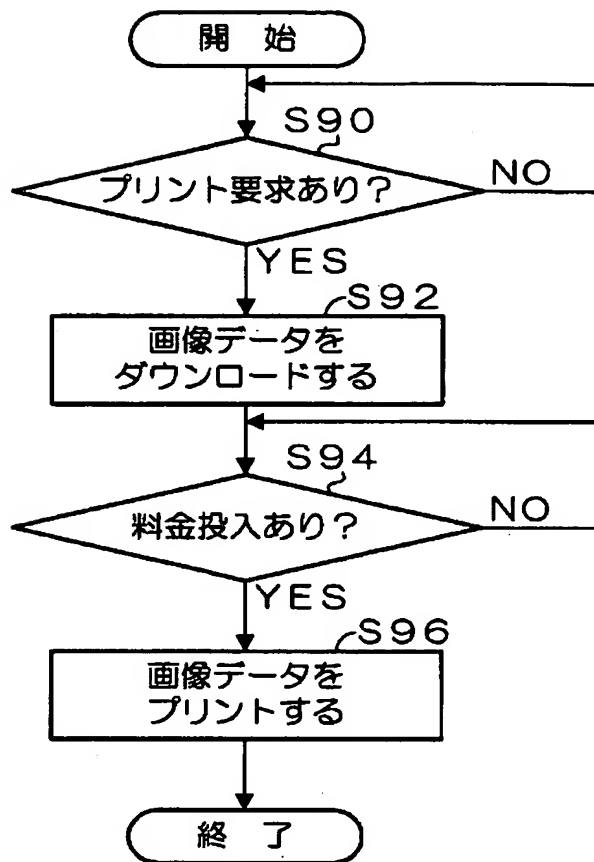 開 始
S90
プリント要求あり?
NO
YES
S92
画像データを
ダウンロードする
S94
料金投入あり?
NO
YES
S96
画像データを
プリントする
終 了